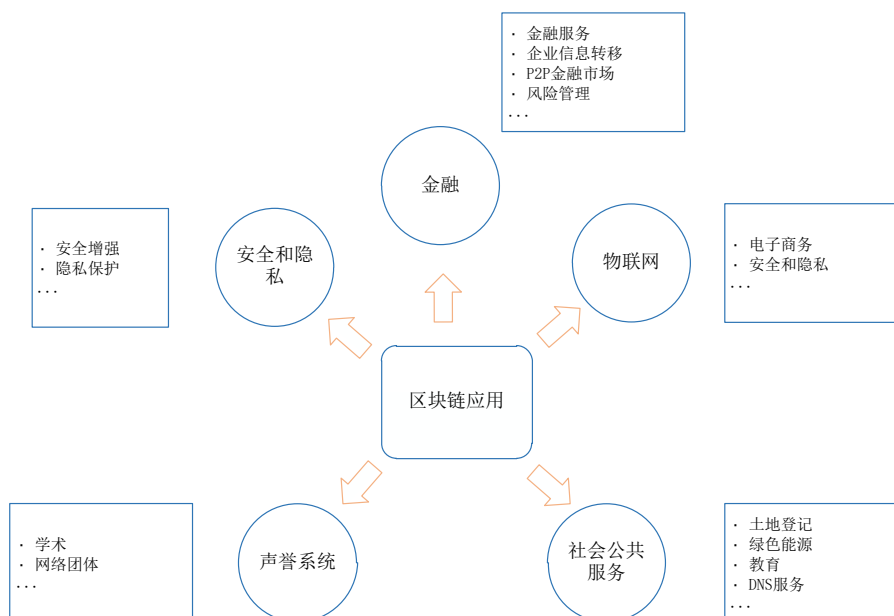 · 金融服务
· 企业信息转移
· P2P金融市场
· 风险管理
...
金融
· 安全增强
· 隐私保护
...
安全和隐
私
物联网
· 电子商务
· 安全和隐私
...
区块链应用
· 学术
· 网络团体
...
声誉系统
社会公共
服务
· 土地登记
· 绿色能源
· 教育
· DNS服务
...